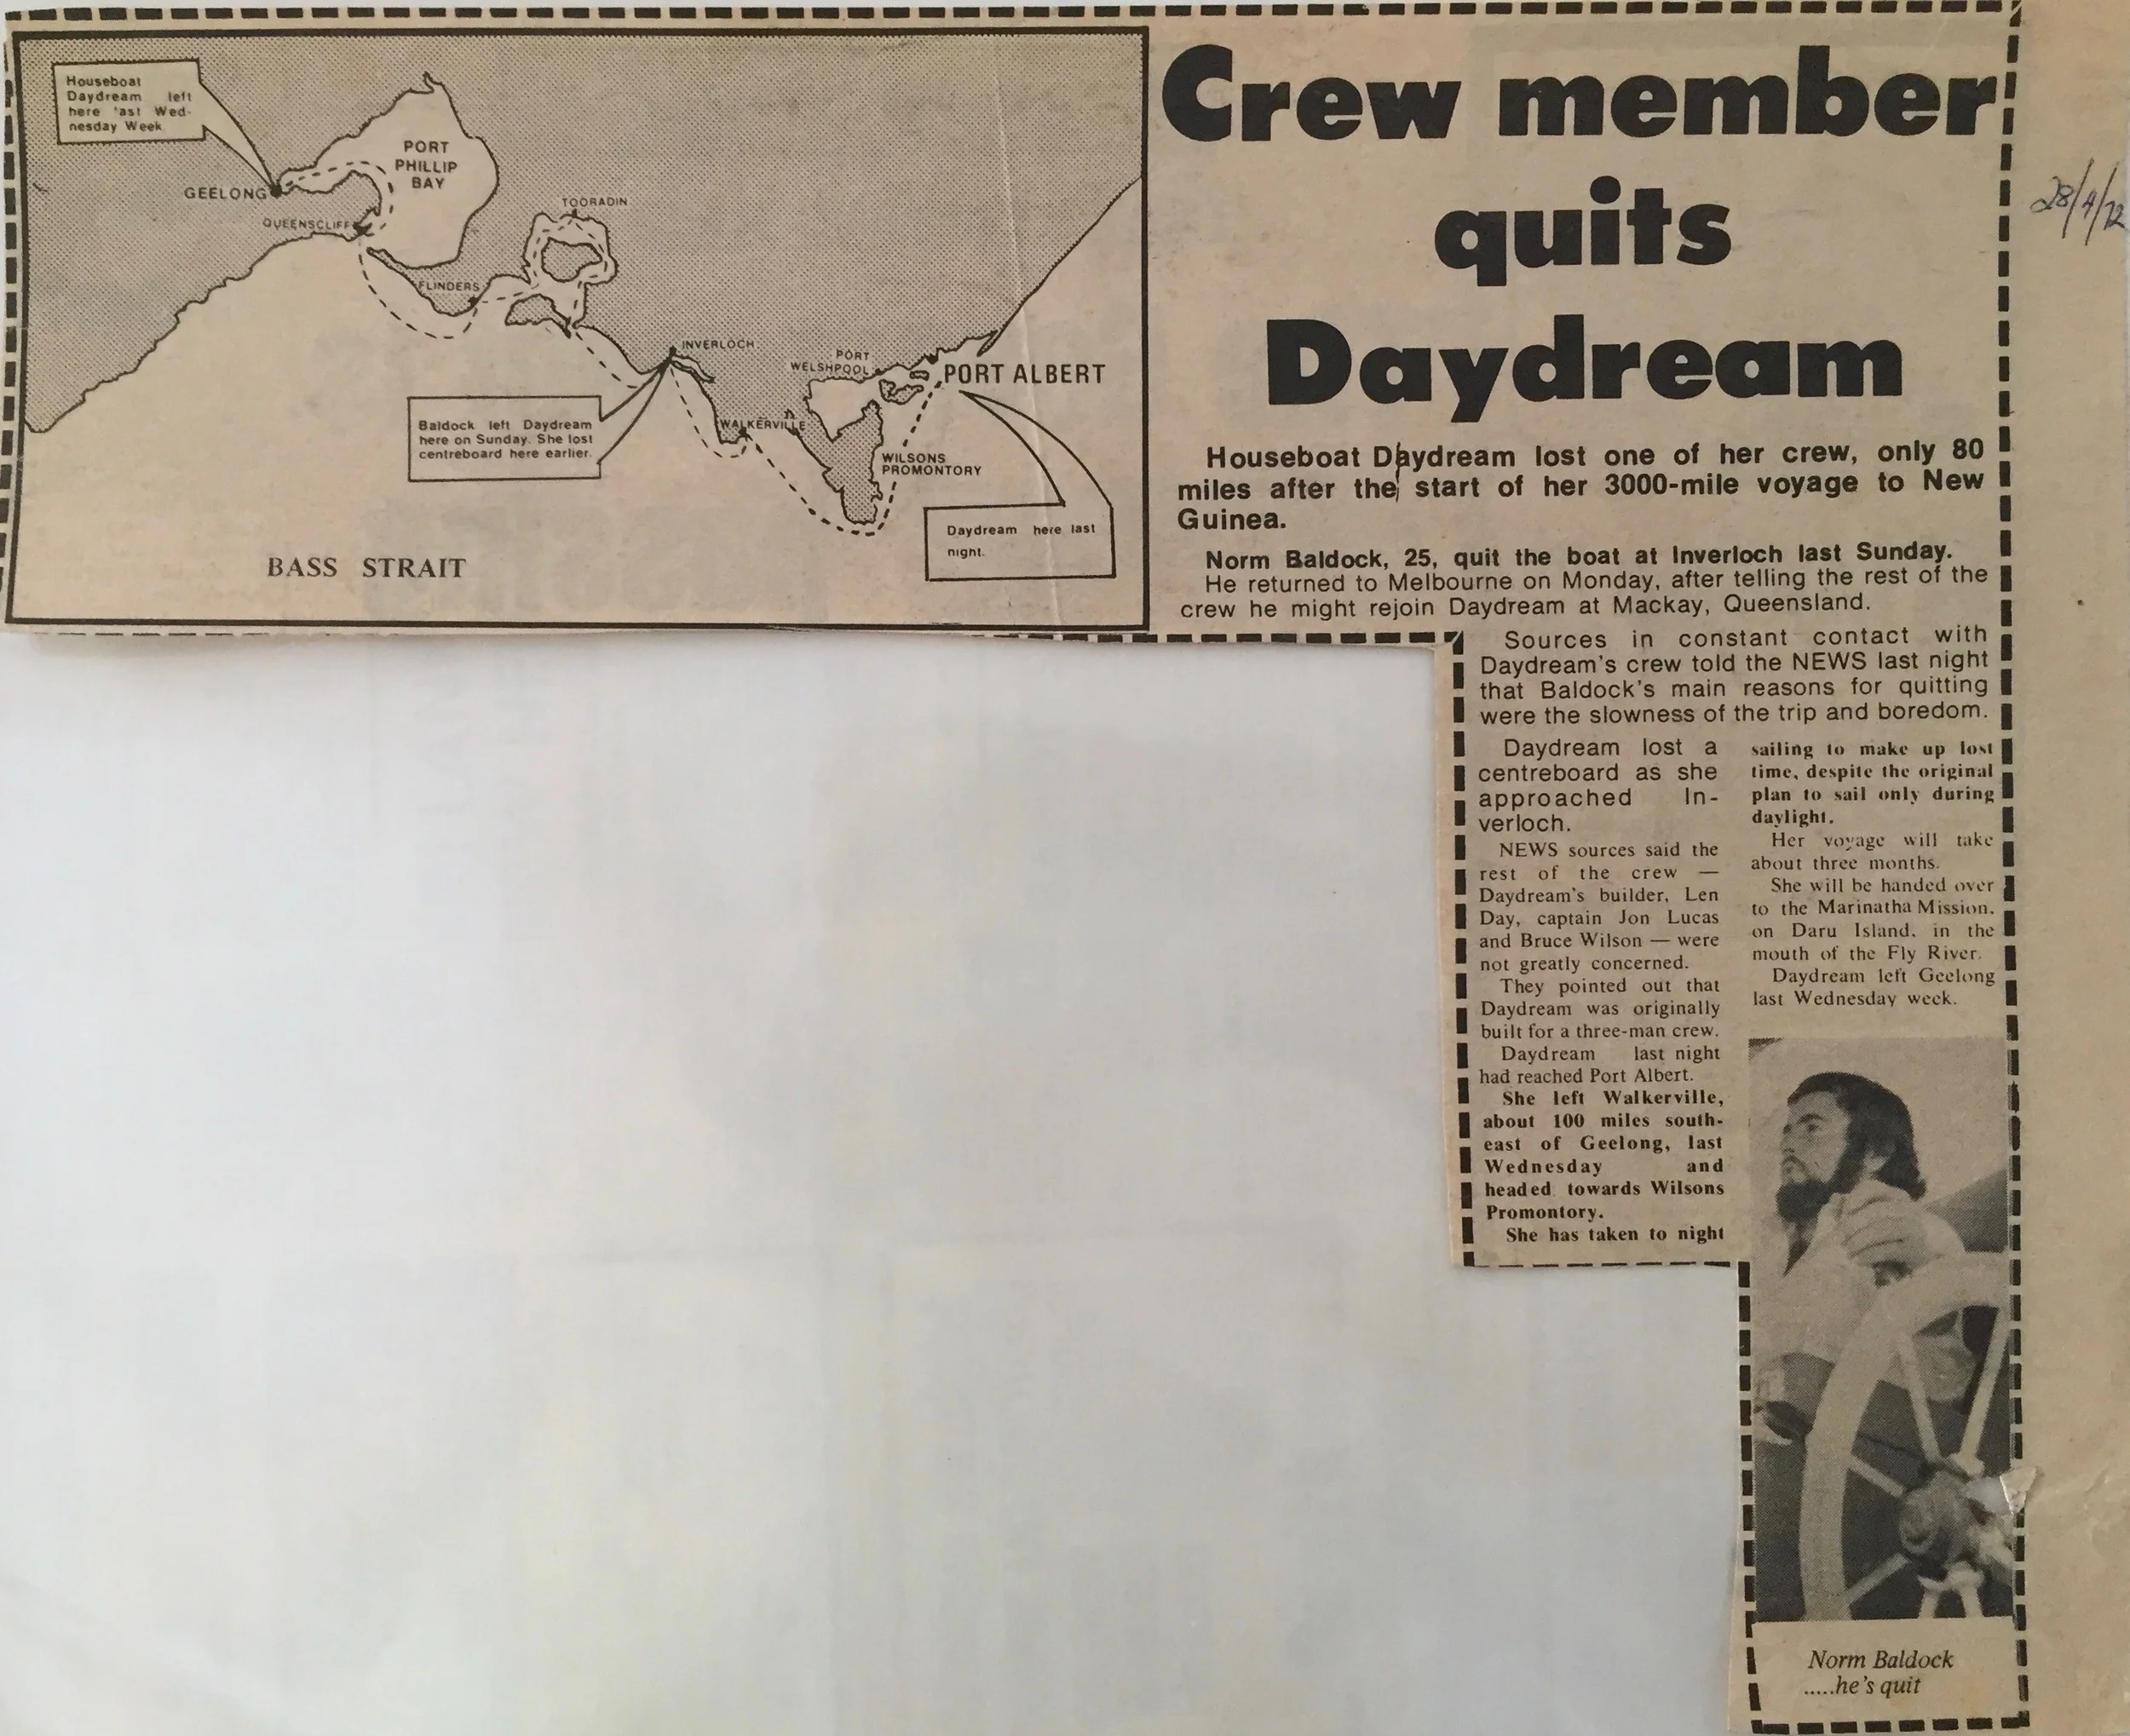 Houseboat
Daydream left
here last Wed-
nesday Week.
PORT
PHILLIP
BAY
GEELONG
QUEENSCLIFF
TOORADIN
FLINDERS
INVERLOCH
PORT
WELSHPOOL
PORT ALBERT
Baldock left Daydream
here on Sunday. She lost
centreboard here earlier.
WALKERVILLE
WILSONS
PROMONTORY
Daydream here last
night.
BASS STRAIT
Crew member
quits
Daydream
28/4/72
Houseboat Daydream lost one of her crew, only 80
miles after the start of her 3000-mile voyage to New
Guinea.
Norm Baldock, 25, quit the boat at Inverloch last Sunday.
He returned to Melbourne on Monday, after telling the rest of the
crew he might rejoin Daydream at Mackay, Queensland.
Sources in constant contact with
Daydream's crew told the NEWS last night
that Baldock's main reasons for quitting
were the slowness of the trip and boredom.
Daydream lost a
centreboard as she
approached In-
verloch.
NEWS sources said the
rest of the crew —
Daydream's builder, Len
Day, captain Jon Lucas
and Bruce Wilson — were
not greatly concerned.
They pointed out that
Daydream was originally
built for a three-man crew.
Daydream last night
had reached Port Albert.
She left Walkerville,
about 100 miles south-
east of Geelong, last
Wednesday and
headed towards Wilsons
Promontory.
She has taken to night
sailing to make up lost
time, despite the original
plan to sail only during
daylight.
Her voyage will take
about three months.
She will be handed over
to the Marinatha Mission,
on Daru Island, in the
mouth of the Fly River.
Daydream left Geelong
last Wednesday week.
Norm Baldock
.....he's quit